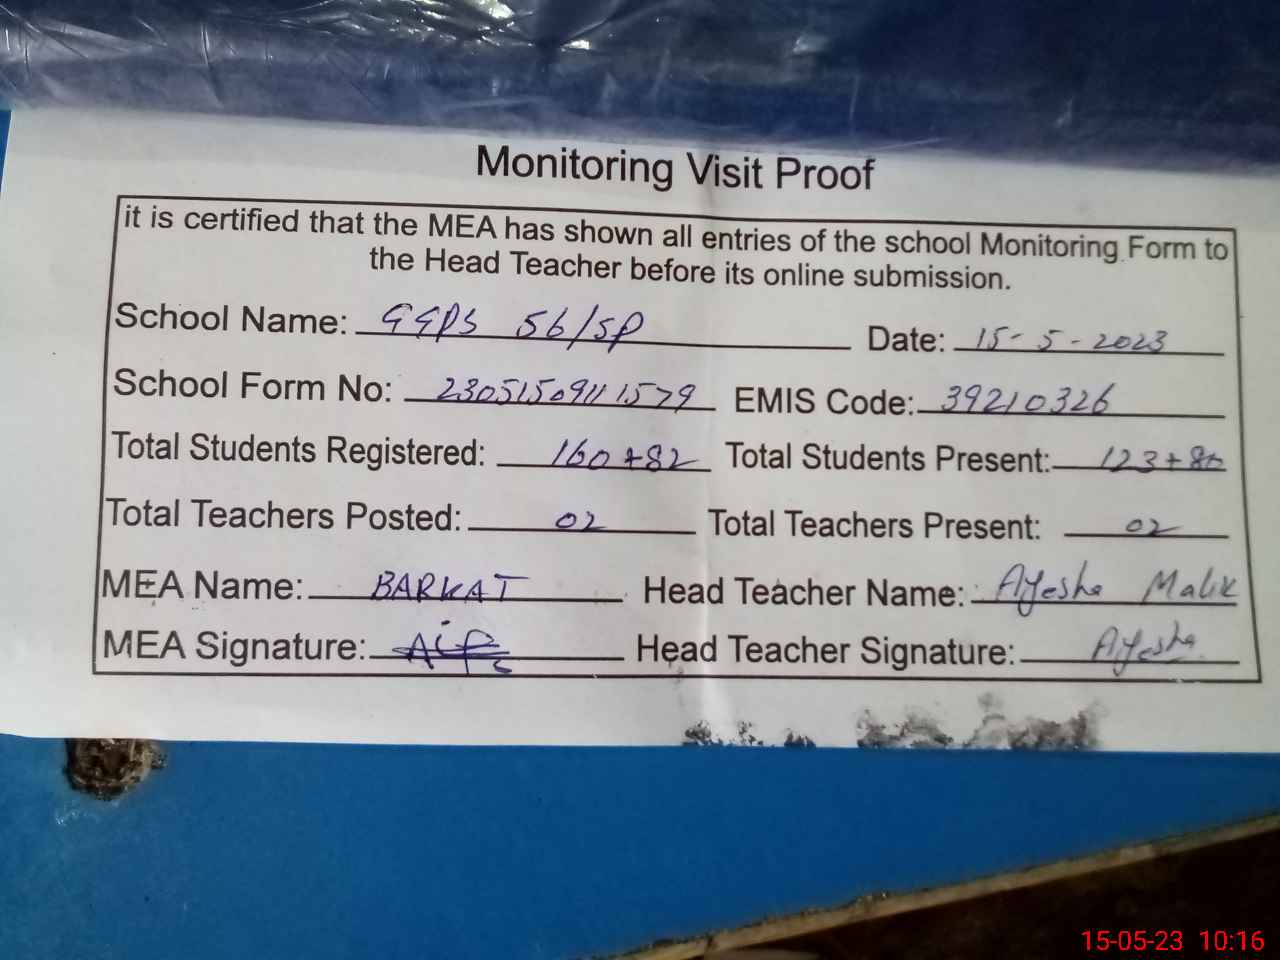 Monitoring Visit Proof
it is certified that the MEA has shown all entries of the school Monitoring Form to
the Head Teacher before its online submission.
School Name: GGPS 56/SP Date: 15-5-2023
School Form No: 23051509111579 EMIS Code: 39210326
Total Students Registered: 160+82 Total Students Present: 123+80
Total Teachers Posted: 02 Total Teachers Present: 02
MEA Name: BARKAT Head Teacher Name: Ayesha Malik
MEA Signature: Head Teacher Signature: Ayesha
15-05-23 10:16